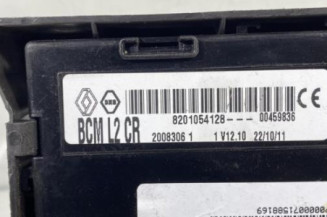 8201054128--- 00459836
BCM L2 CR
2008306 1 1 V12.10 22/10/11